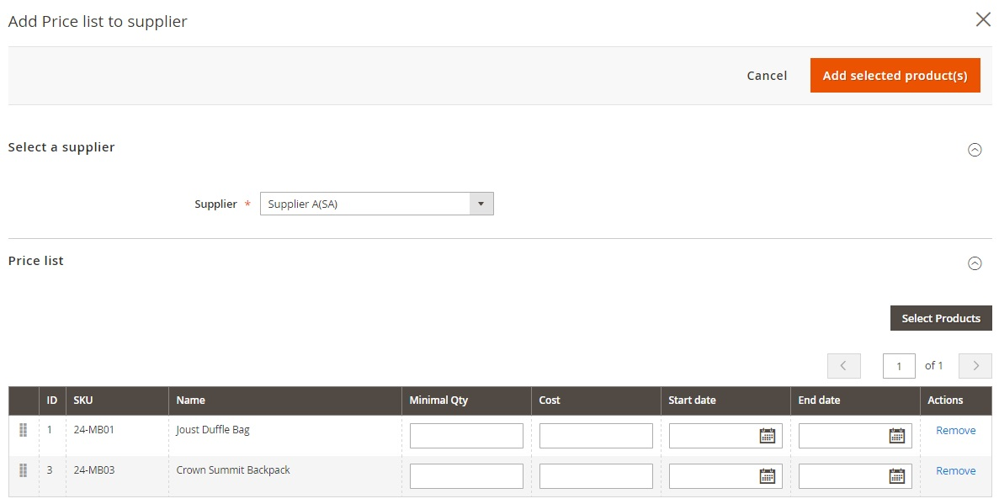 Add Price list to supplier
Cancel
Add selected product(s)
Select a supplier
Supplier * Supplier A(SA)
Price list
Select Products
1 of 1
ID SKU Name Minimal Qty Cost Start date End date Actions
1 24-MB01 Joust Duffle Bag Remove
3 24-MB03 Crown Summit Backpack Remove